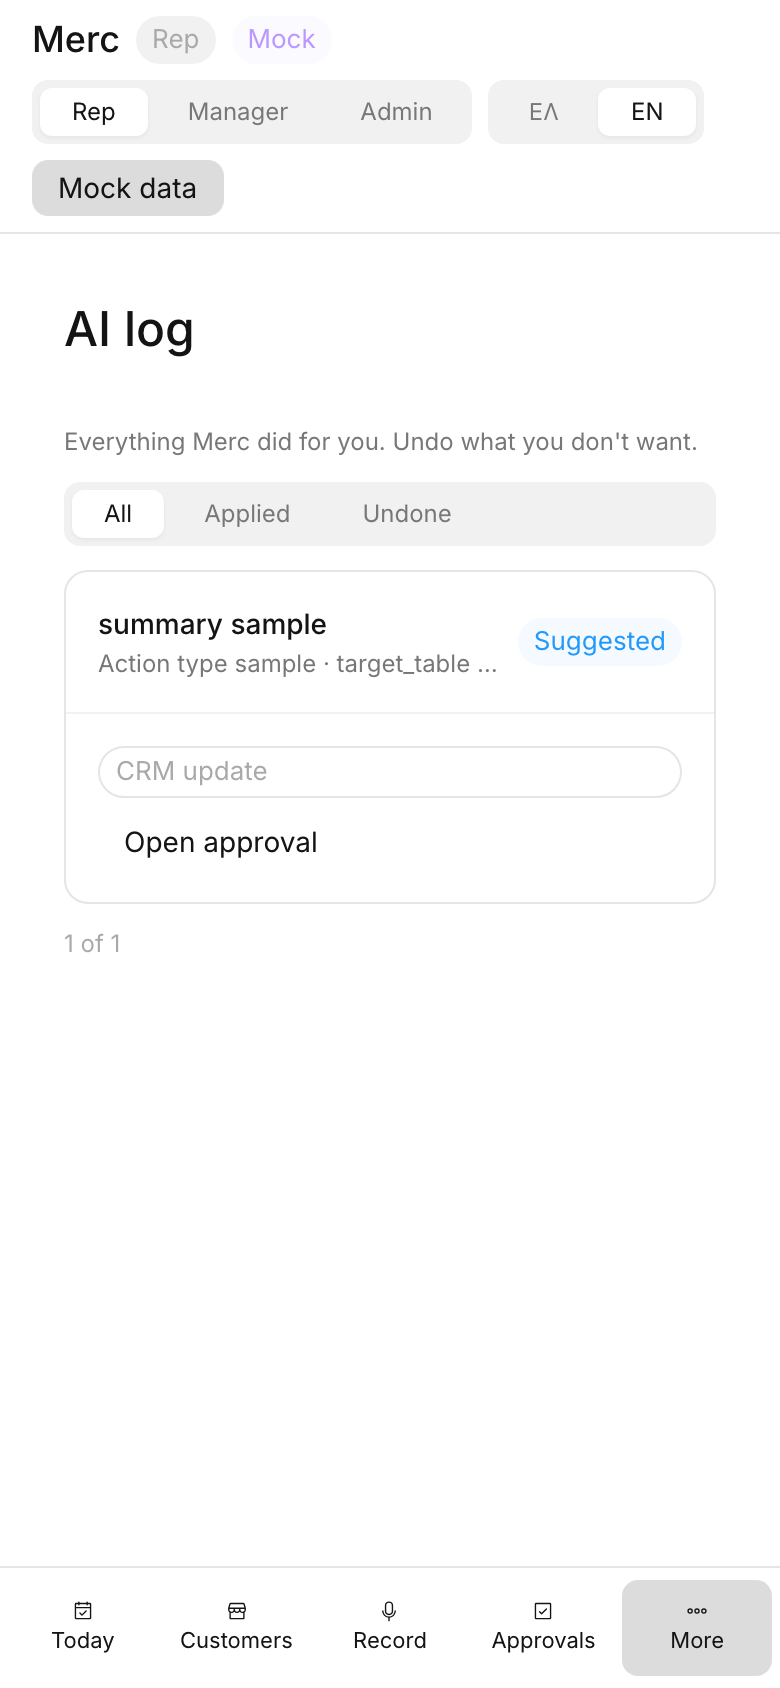 Merc Rep Mock
Rep Manager Admin ΕΛ EN
Mock data
AI log
Everything Merc did for you. Undo what you don't want.
All Applied Undone
summary sample
Action type sample · target_table ...
Suggested
CRM update
Open approval
1 of 1
Today Customers Record Approvals More